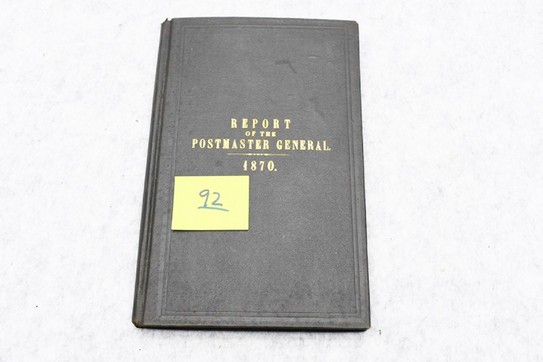 REPORT
OF THE
POSTMASTER GENERAL.
1870.
92